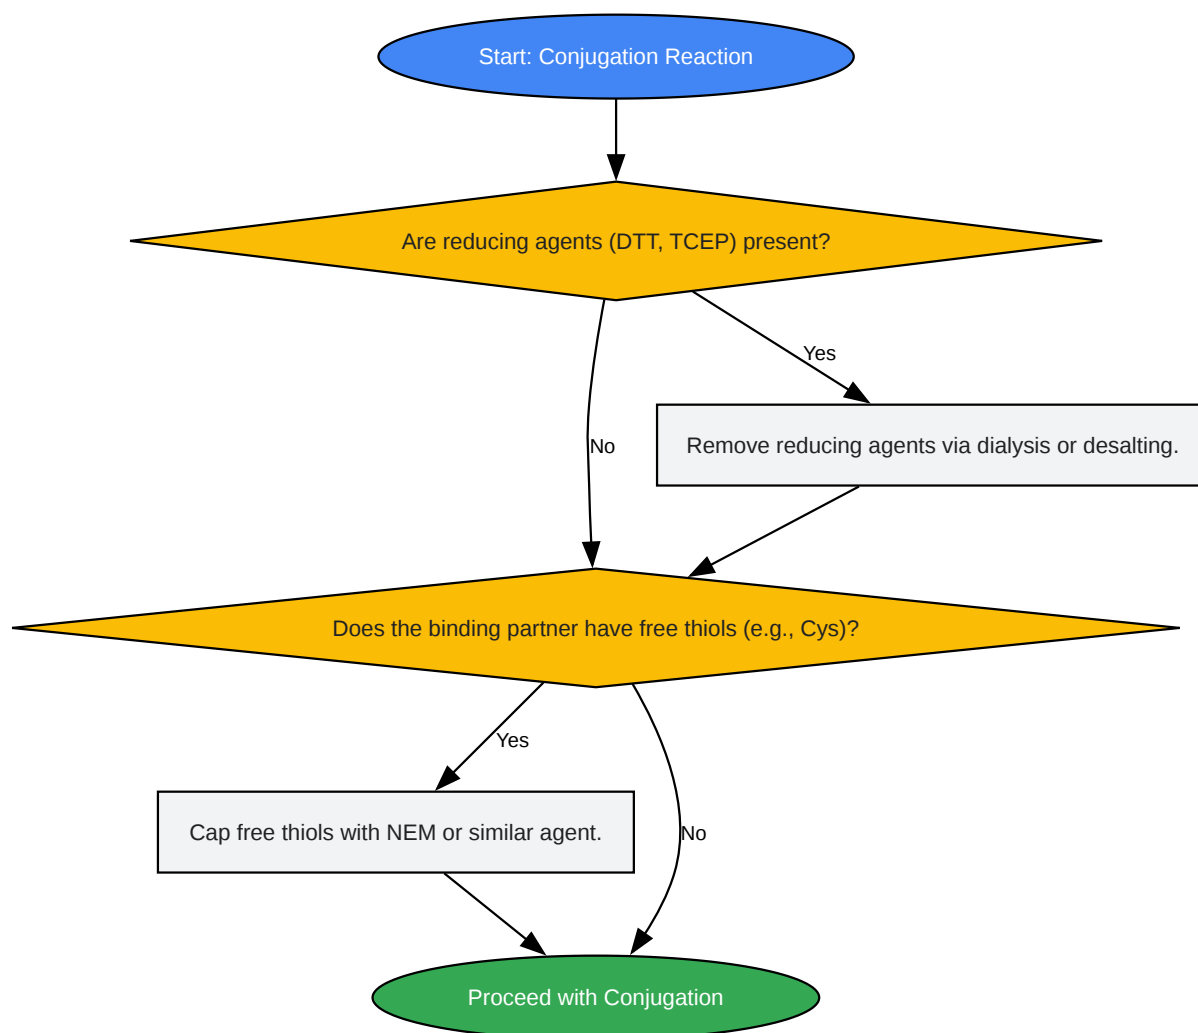 Start: Conjugation Reaction
Are reducing agents (DTT, TCEP) present?
Yes
Remove reducing agents via dialysis or desalting.
No
Does the binding partner have free thiols (e.g., Cys)?
Yes
Cap free thiols with NEM or similar agent.
No
Proceed with Conjugation